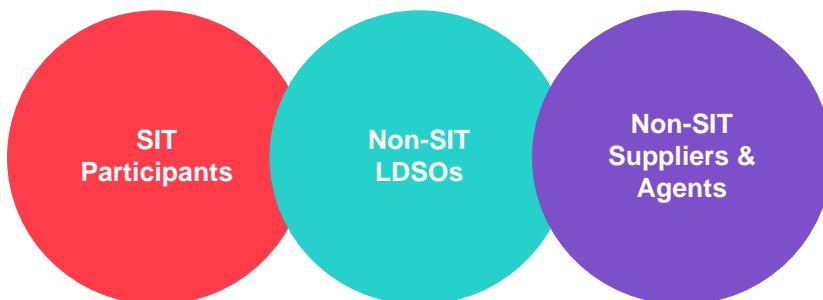 SIT
Participants
Non-SIT
LDSOs
Non-SIT
Suppliers &
Agents